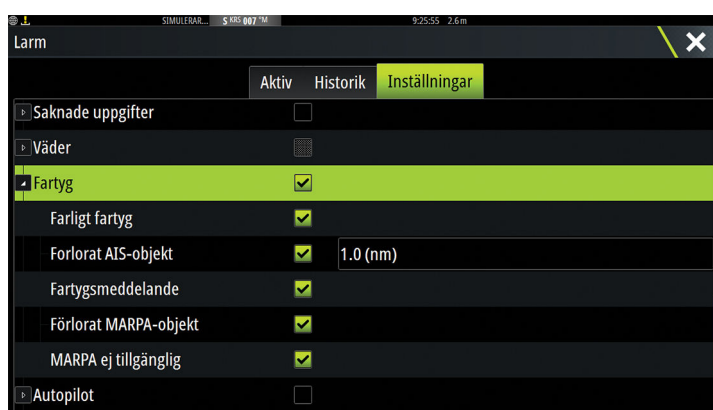 SIMULERAR... S KRS 007 °M 9:25:55 2.6 m
Larm
Aktiv Historik Inställningar
Saknade uppgifter
Väder
Fartyg
Farligt fartyg
Forlorat AIS-objekt 1.0 (nm)
Fartygsmeddelande
Förlorat MARPA-objekt
MARPA ej tillgänglig
Autopilot